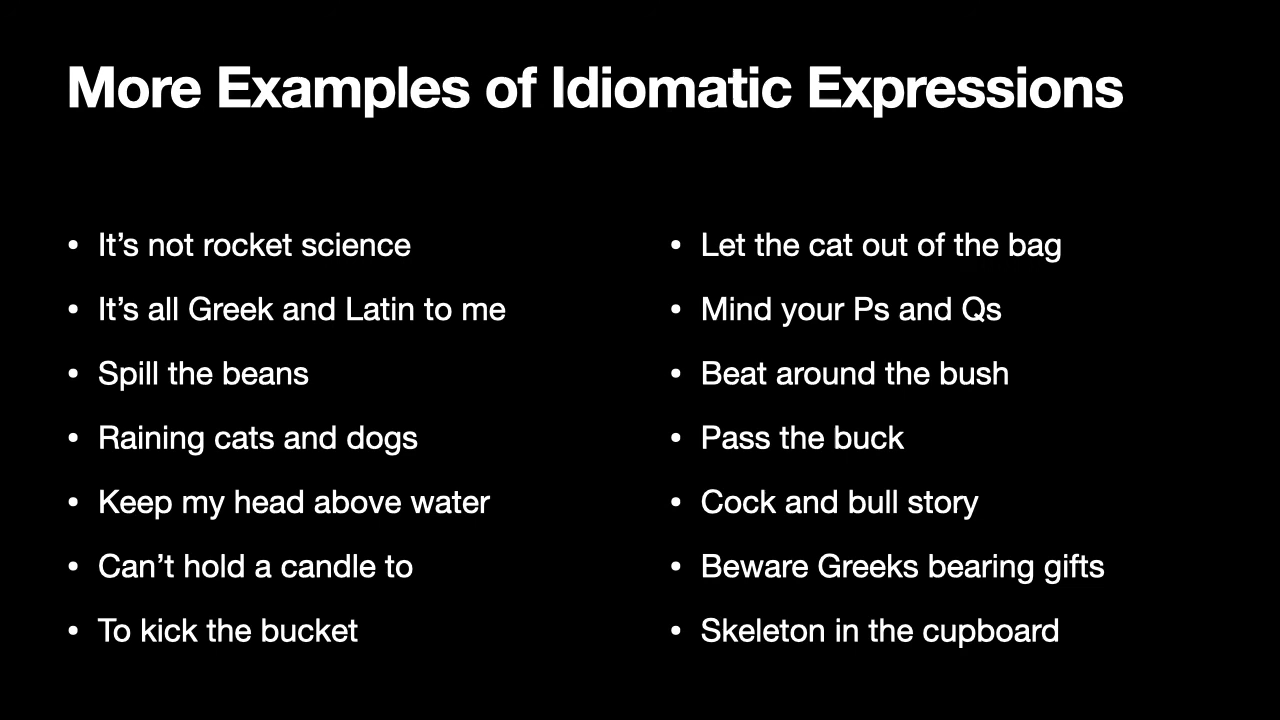 More Examples of Idiomatic Expressions
• It’s not rocket science
• It’s all Greek and Latin to me
• Spill the beans
• Raining cats and dogs
• Keep my head above water
• Can’t hold a candle to
• To kick the bucket
• Let the cat out of the bag
• Mind your Ps and Qs
• Beat around the bush
• Pass the buck
• Cock and bull story
• Beware Greeks bearing gifts
• Skeleton in the cupboard